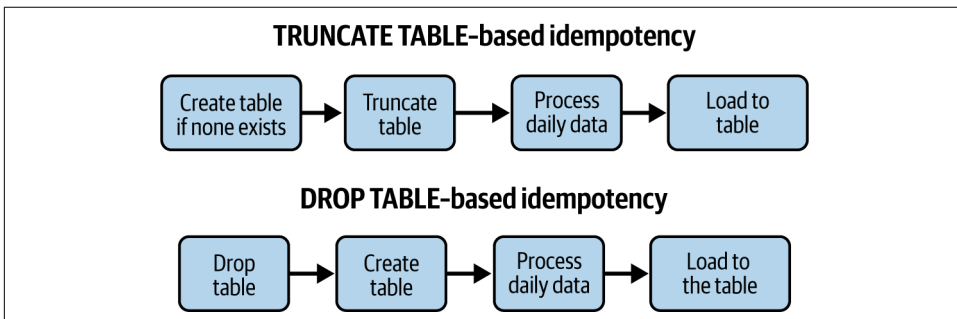 TRUNCATE TABLE–based idempotency
Create table
if none exists
Truncate
table
Process
daily data
Load to
table
DROP TABLE–based idempotency
Drop
table
Create
table
Process
daily data
Load to
the table